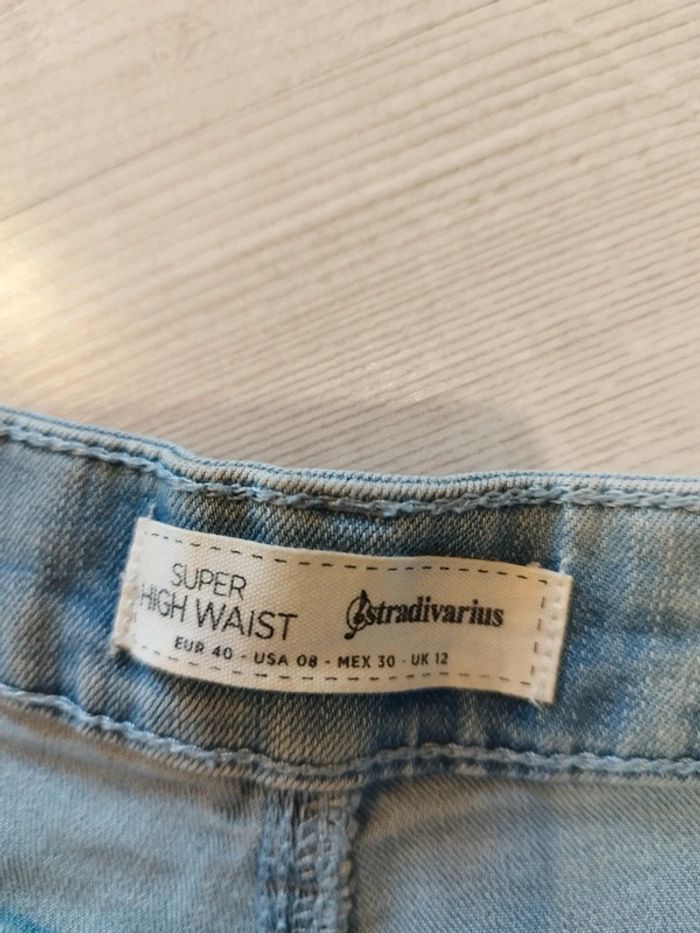 SUPER
HIGH WAIST
stradivarius
EUR 40 - USA 08 - MEX 30 - UK 12